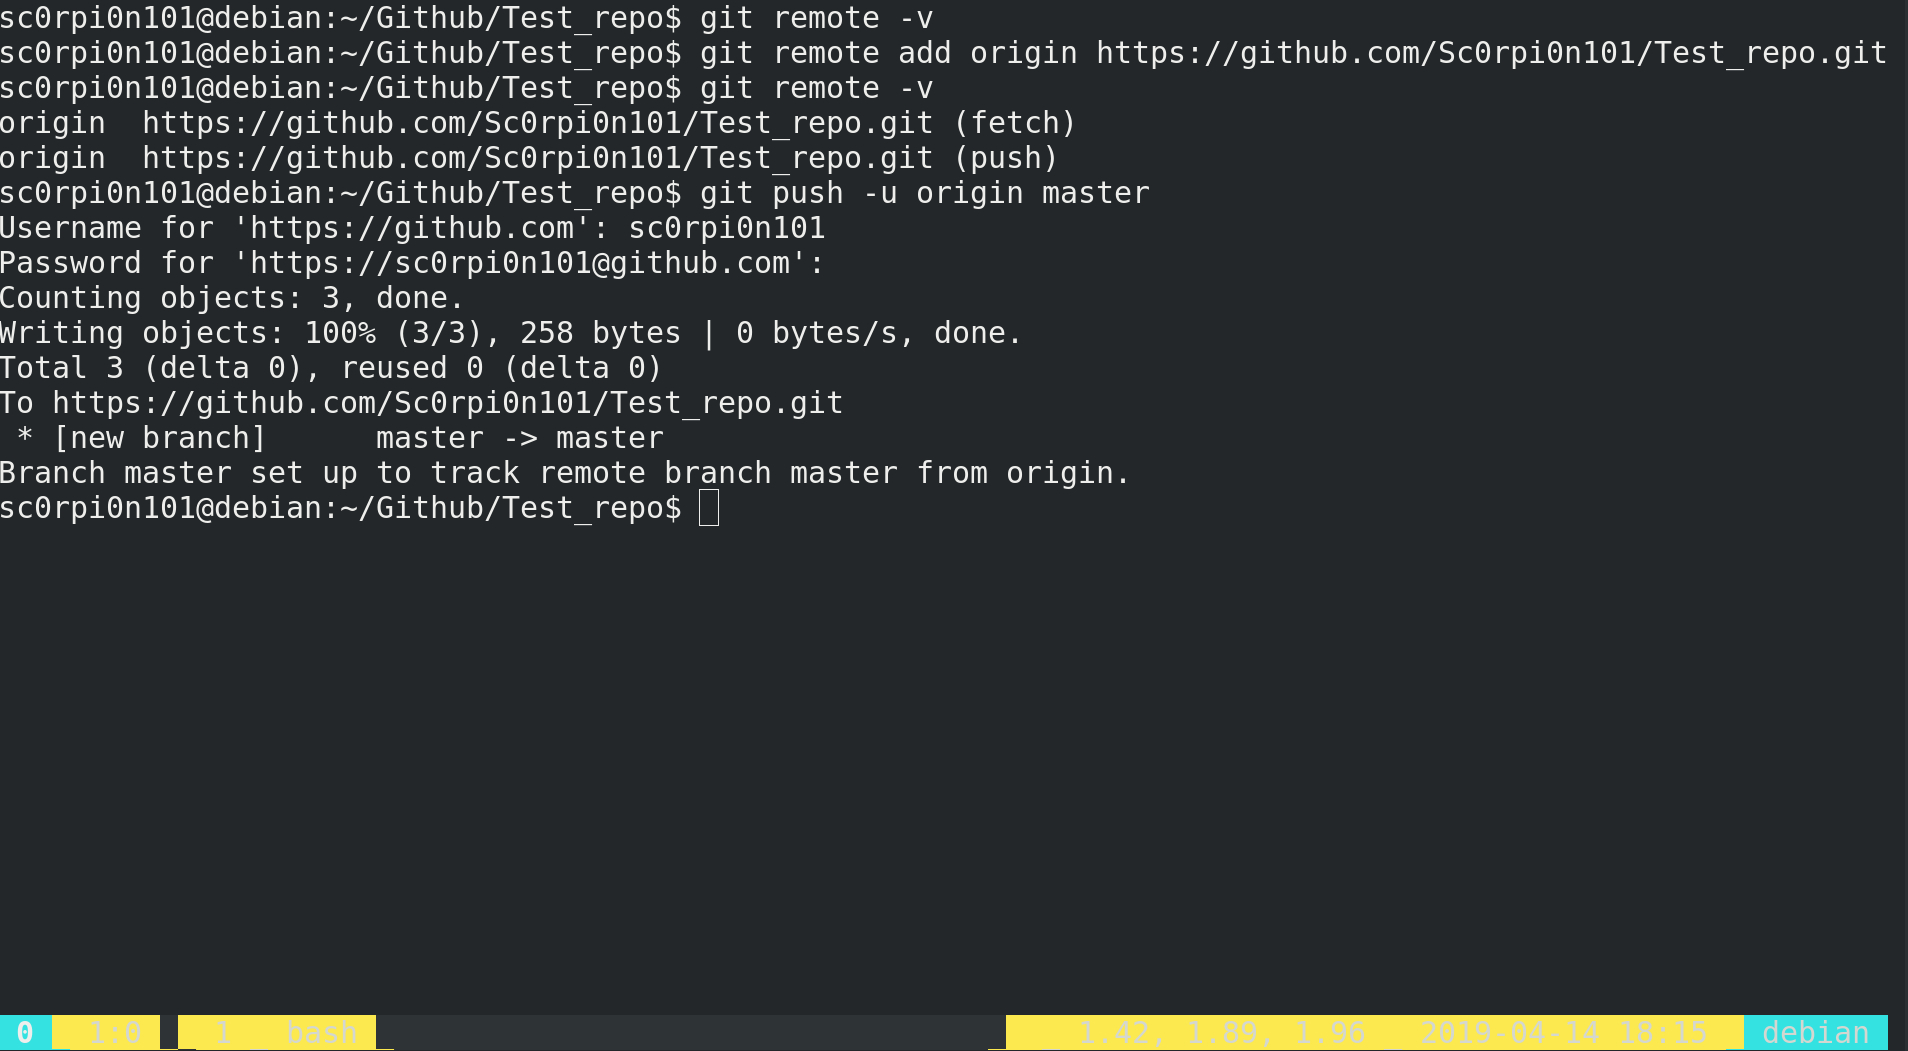 sc0rpi0n101@debian:~/Github/Test_repo$ git remote -v
sc0rpi0n101@debian:~/Github/Test_repo$ git remote add origin https://github.com/Sc0rpi0n101/Test_repo.git
sc0rpi0n101@debian:~/Github/Test_repo$ git remote -v
origin  https://github.com/Sc0rpi0n101/Test_repo.git (fetch)
origin  https://github.com/Sc0rpi0n101/Test_repo.git (push)
sc0rpi0n101@debian:~/Github/Test_repo$ git push -u origin master
Username for 'https://github.com': sc0rpi0n101
Password for 'https://sc0rpi0n101@github.com':
Counting objects: 3, done.
Writing objects: 100% (3/3), 258 bytes | 0 bytes/s, done.
Total 3 (delta 0), reused 0 (delta 0)
To https://github.com/Sc0rpi0n101/Test_repo.git
 * [new branch]      master -> master
Branch master set up to track remote branch master from origin.
sc0rpi0n101@debian:~/Github/Test_repo$
0 1:0 1 bash 1.42, 1.89, 1.96 2019-04-14 18:15 debian